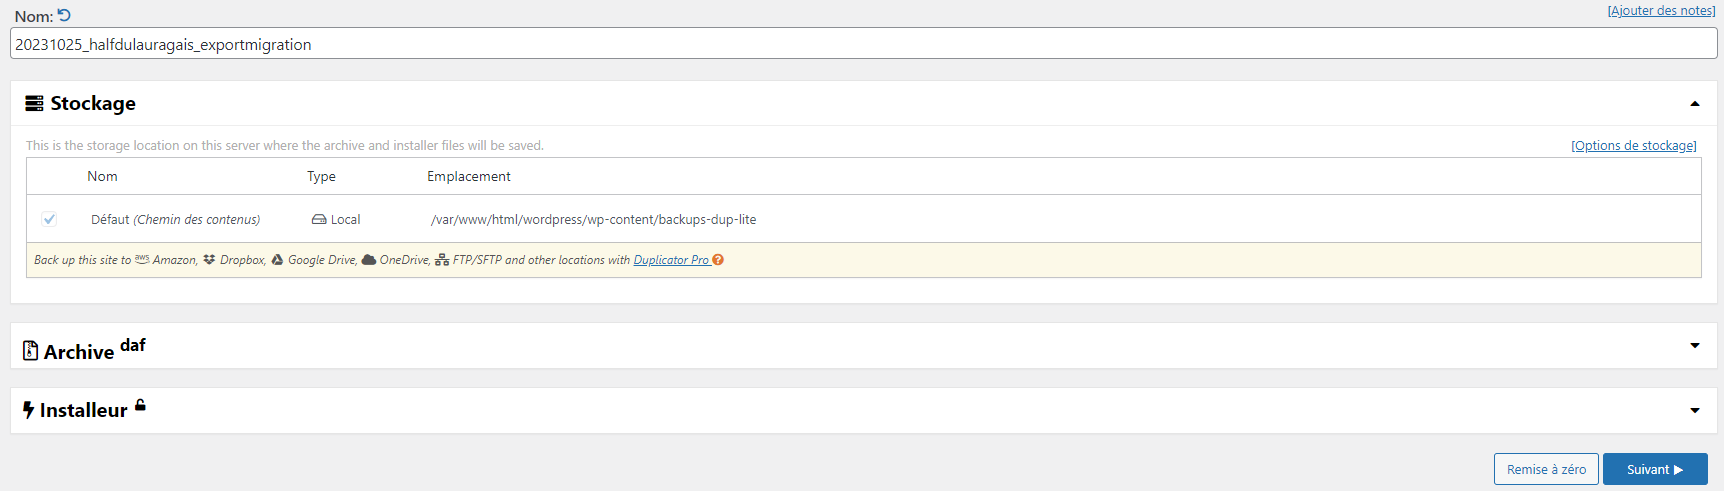 Nom:
[Ajouter des notes]
20231025_halfdulauragais_exportmigration
Stockage
This is the storage location on this server where the archive and installer files will be saved.
[Options de stockage]
Nom Type Emplacement
Défaut (Chemin des contenus) Local /var/www/html/wordpress/wp-content/backups-dup-lite
Back up this site to aws Amazon, Dropbox, Google Drive, OneDrive, FTP/SFTP and other locations with Duplicator Pro ?
Archive daf
Installeur
Remise à zéro Suivant